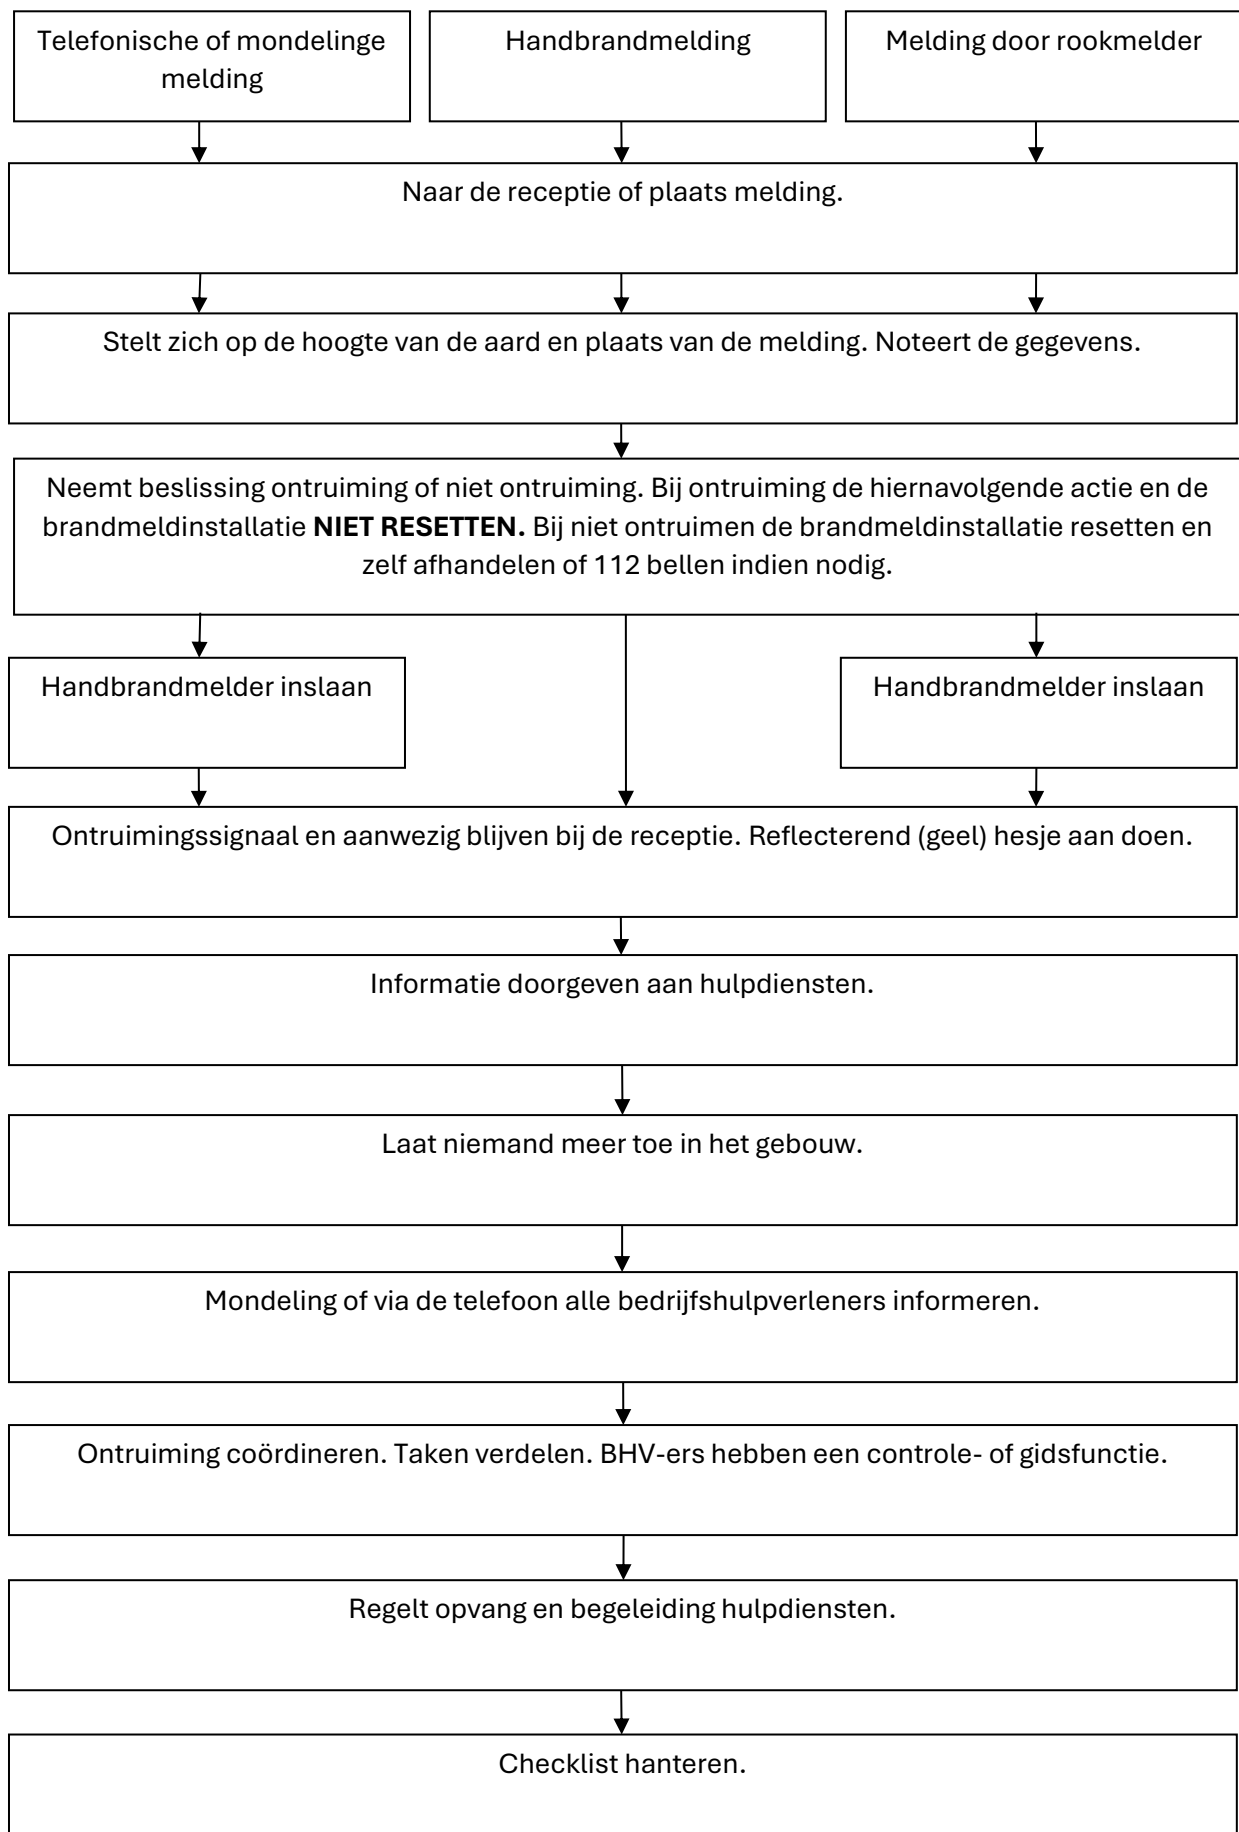 Telefonische of mondelinge
melding
Handbrandmelding
Melding door rookmelder
Naar de receptie of plaats melding.
Stelt zich op de hoogte van de aard en plaats van de melding. Noteert de gegevens.
Neemt beslissing ontruiming of niet ontruiming. Bij ontruiming de hiernavolgende actie en de
brandmeldinstallatie NIET RESETTEN. Bij niet ontruimen de brandmeldinstallatie resetten en
zelf afhandelen of 112 bellen indien nodig.
Handbrandmelder inslaan
Handbrandmelder inslaan
Ontruimingssignaal en aanwezig blijven bij de receptie. Reflecterend (geel) hesje aan doen.
Informatie doorgeven aan hulpdiensten.
Laat niemand meer toe in het gebouw.
Mondeling of via de telefoon alle bedrijfshulpverleners informeren.
Ontruiming coördineren. Taken verdelen. BHV-ers hebben een controle- of gidsfunctie.
Regelt opvang en begeleiding hulpdiensten.
Checklist hanteren.